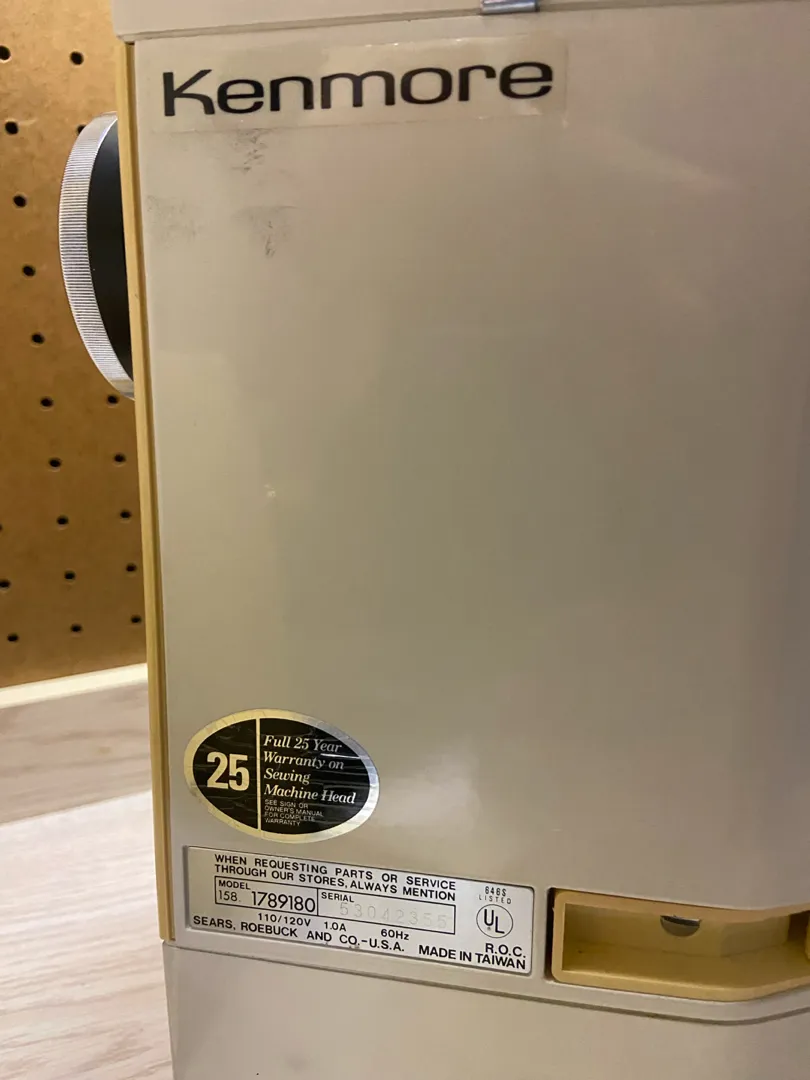 Kenmore
25
Full 25 Year
Warranty on
Sewing
Machine Head
SEE SIGN OR
OWNER'S MANUAL
FOR COMPLETE
WARRANTY
WHEN REQUESTING PARTS OR SERVICE
THROUGH OUR STORES, ALWAYS MENTION
MODEL
158. 1789180
SERIAL
53042355
110/120V 1.0A 60Hz
SEARS, ROEBUCK AND CO.-U.S.A.
646S
LISTED
UL
R.O.C.
MADE IN TAIWAN